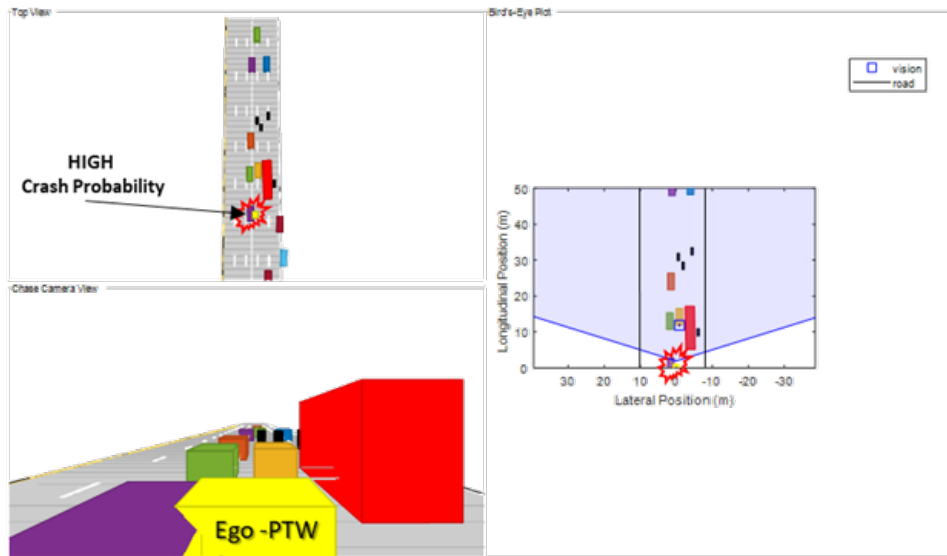 Top View
HIGH
Crash Probability
Chase Camera View
Ego -PTW
Bird's-Eye Plot
vision
road
50
40
30
20
10
0
Longitudinal Position (m)
30 20 10 0 -10 -20 -30
Lateral Position (m)